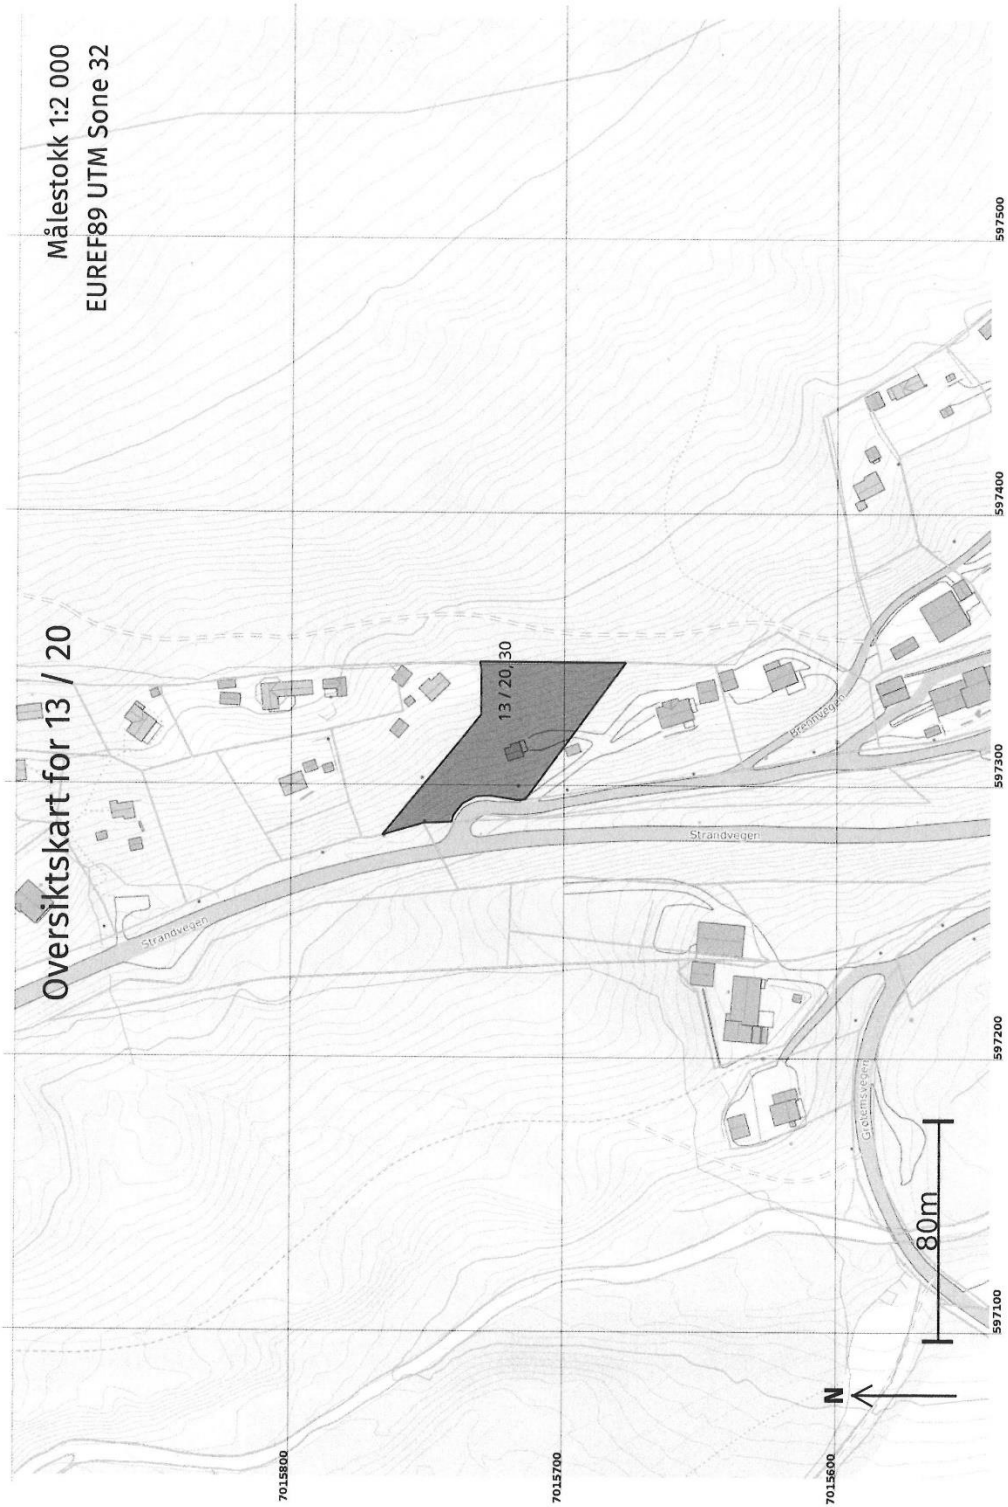 Oversiktskart for 13 / 20
Målestokk 1:2 000
EUREF89 UTM Sone 32
Strandvegen
13 / 20, 30
Strandvegen
Brennvegen
Grøtemsvegen
80m
N
7015800
7015700
7015600
597100
597200
597300
597400
597500